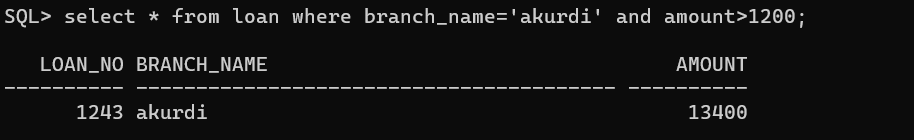 SQL> select * from loan where branch_name='akurdi' and amount>1200;
LOAN_NO BRANCH_NAME AMOUNT
---------- ---------------------------------------- ----------
1243 akurdi 13400